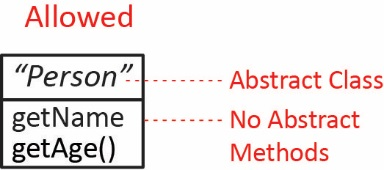 Allowed
“Person”
Abstract Class
getName
No Abstract
getAge()
Methods